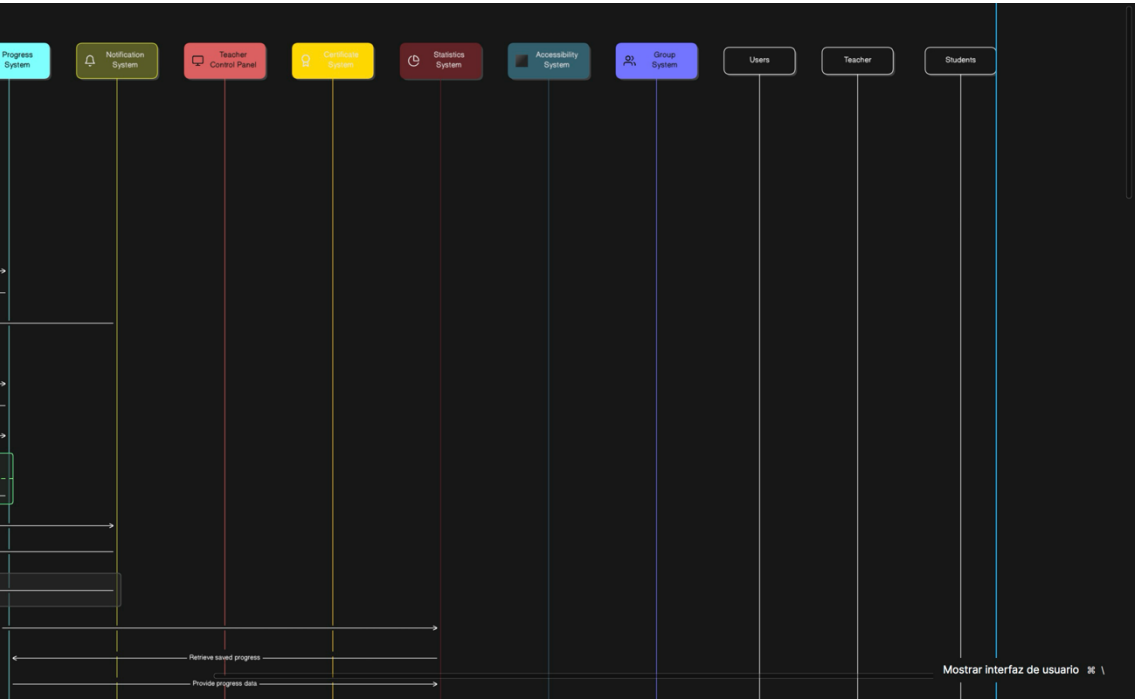 Progress
System
Notification
System
Teacher
Control Panel
Certificate
System
Statistics
System
Accessibility
System
Group
System
Users
Teacher
Students
Retrieve saved progress
Provide progress data
Mostrar interfaz de usuario ⌘ \